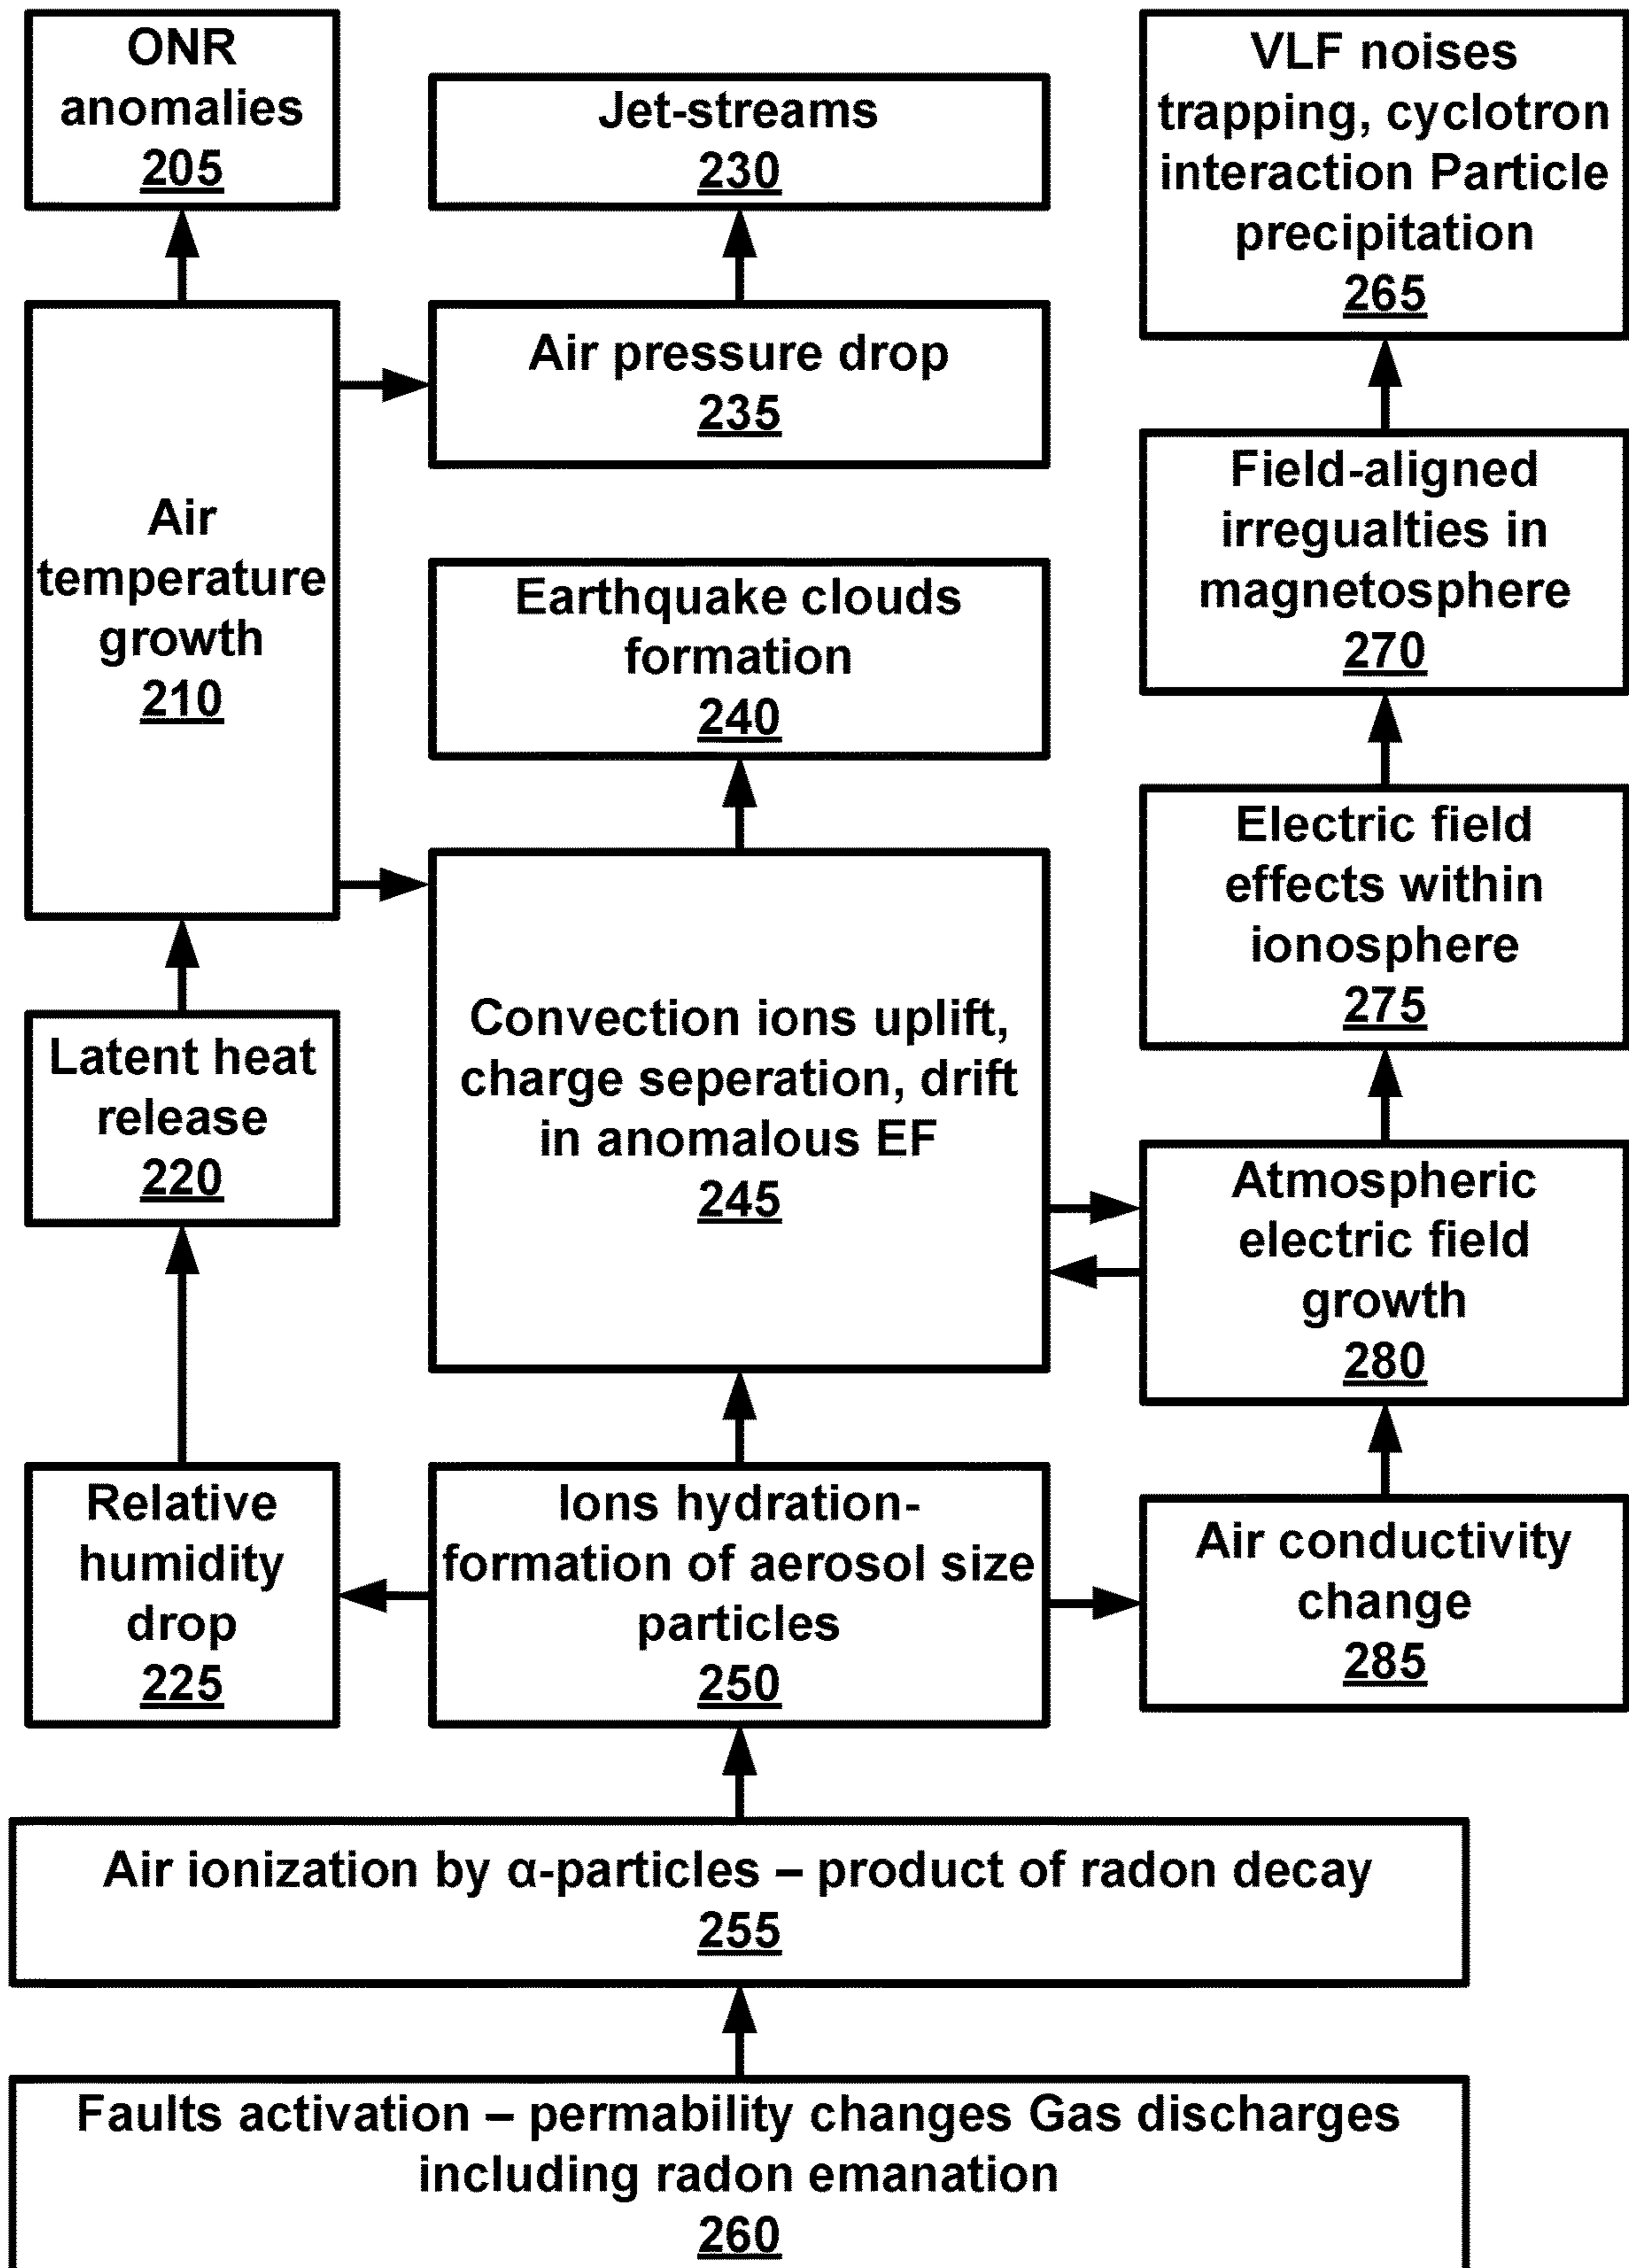 ONR
anomalies
205
Jet-streams
230
VLF noises
trapping, cyclotron
interaction Particle
precipitation
265
Air
temperature
growth
210
Air pressure drop
235
Field-aligned
irregualties in
magnetosphere
270
Earthquake clouds
formation
240
Electric field
effects within
ionosphere
275
Latent heat
release
220
Convection ions uplift,
charge seperation, drift
in anomalous EF
245
Atmospheric
electric field
growth
280
Relative
humidity
drop
225
Ions hydration-
formation of aerosol size
particles
250
Air conductivity
change
285
Air ionization by α-particles – product of radon decay
255
Faults activation – permability changes Gas discharges
including radon emanation
260